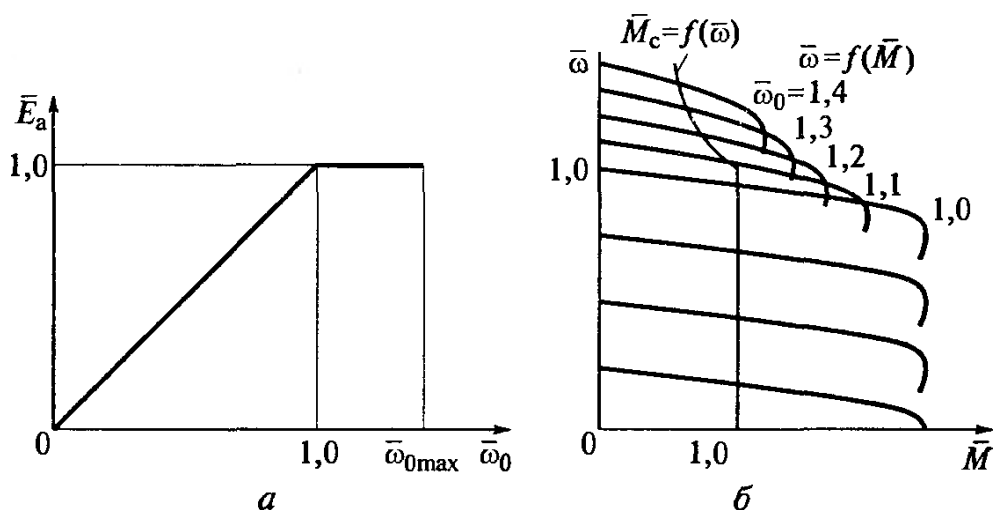 Ē_a
1,0
0
1,0
ω̄_0max
ω̄_0
а
M̄_c=f(ω̄)
ω̄
ω̄=f(M̄)
ω̄_0=1,4
1,3
1,2
1,1
1,0
1,0
0
1,0
M̄
б